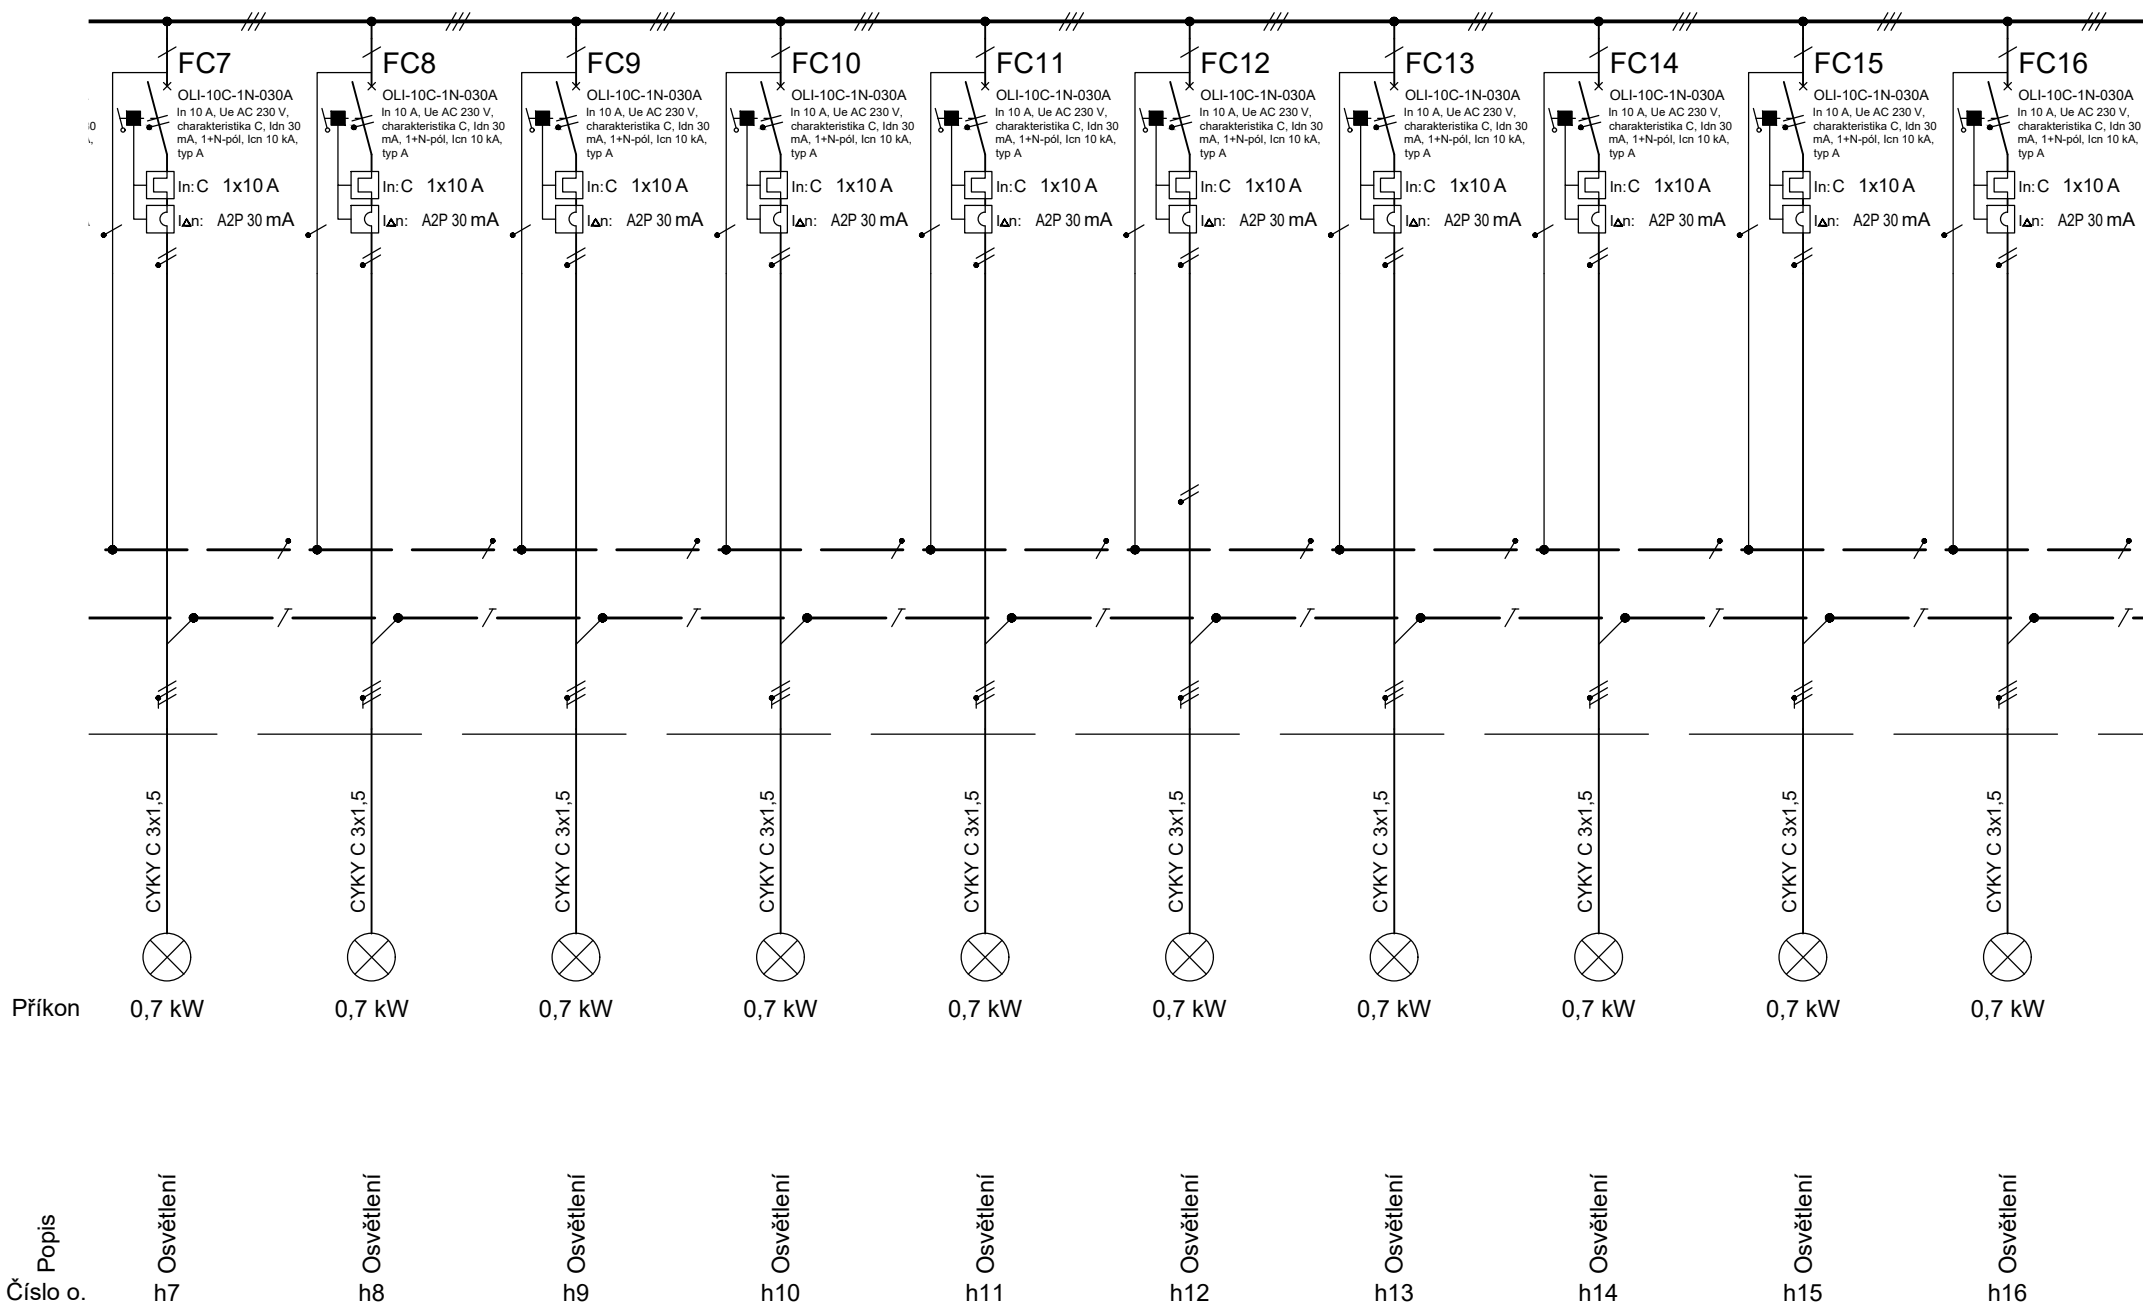 FC7 FC8 FC9 FC10 FC11 FC12 FC13 FC14 FC15 FC16
OLI-10C-1N-030A OLI-10C-1N-030A OLI-10C-1N-030A OLI-10C-1N-030A OLI-10C-1N-030A OLI-10C-1N-030A OLI-10C-1N-030A OLI-10C-1N-030A OLI-10C-1N-030A OLI-10C-1N-030A
In 10 A, Ue AC 230 V, In 10 A, Ue AC 230 V, In 10 A, Ue AC 230 V, In 10 A, Ue AC 230 V, In 10 A, Ue AC 230 V, In 10 A, Ue AC 230 V, In 10 A, Ue AC 230 V, In 10 A, Ue AC 230 V, In 10 A, Ue AC 230 V, In 10 A, Ue AC 230 V,
30 charakteristika C, Idn 30 charakteristika C, Idn 30 charakteristika C, Idn 30 charakteristika C, Idn 30 charakteristika C, Idn 30 charakteristika C, Idn 30 charakteristika C, Idn 30 charakteristika C, Idn 30 charakteristika C, Idn 30 charakteristika C, Idn 30
mA, 1+N-pól, Icn 10 kA, mA, 1+N-pól, Icn 10 kA, mA, 1+N-pól, Icn 10 kA, mA, 1+N-pól, Icn 10 kA, mA, 1+N-pól, Icn 10 kA, mA, 1+N-pól, Icn 10 kA, mA, 1+N-pól, Icn 10 kA, mA, 1+N-pól, Icn 10 kA, mA, 1+N-pól, Icn 10 kA, mA, 1+N-pól, Icn 10 kA,
typ A typ A typ A typ A typ A typ A typ A typ A typ A typ A
In: C 1x10 A In: C 1x10 A In: C 1x10 A In: C 1x10 A In: C 1x10 A In: C 1x10 A In: C 1x10 A In: C 1x10 A In: C 1x10 A In: C 1x10 A
IΔn: A2P 30 mA IΔn: A2P 30 mA IΔn: A2P 30 mA IΔn: A2P 30 mA IΔn: A2P 30 mA IΔn: A2P 30 mA IΔn: A2P 30 mA IΔn: A2P 30 mA IΔn: A2P 30 mA IΔn: A2P 30 mA
CYKY C 3x1,5 CYKY C 3x1,5 CYKY C 3x1,5 CYKY C 3x1,5 CYKY C 3x1,5 CYKY C 3x1,5 CYKY C 3x1,5 CYKY C 3x1,5 CYKY C 3x1,5 CYKY C 3x1,5
Příkon 0,7 kW 0,7 kW 0,7 kW 0,7 kW 0,7 kW 0,7 kW 0,7 kW 0,7 kW 0,7 kW 0,7 kW
Popis Osvětlení Osvětlení Osvětlení Osvětlení Osvětlení Osvětlení Osvětlení Osvětlení Osvětlení Osvětlení
Číslo o. h7 h8 h9 h10 h11 h12 h13 h14 h15 h16